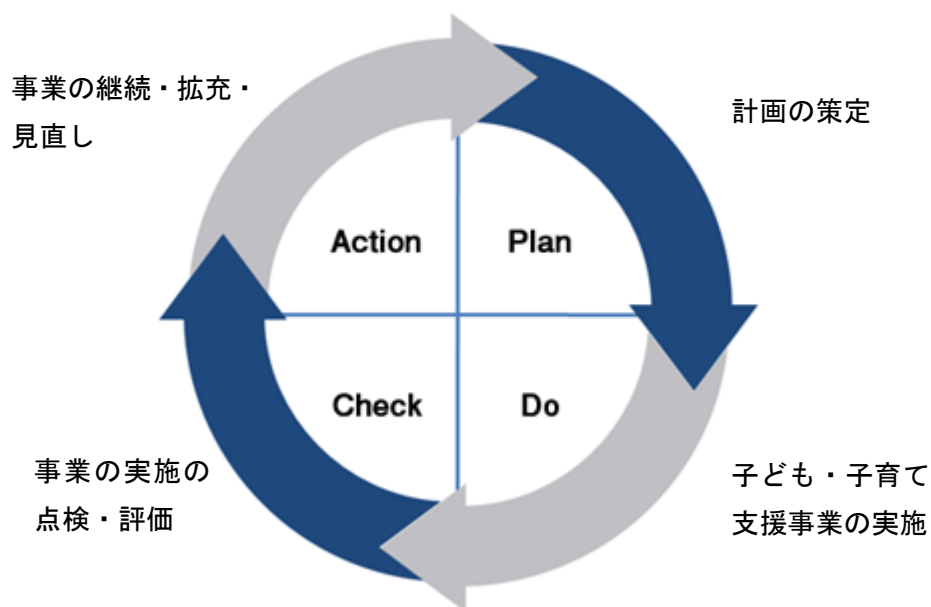 事業の継続・拡充・
見直し
計画の策定
Action
Plan
Check
Do
事業の実施の
点検・評価
子ども・子育て
支援事業の実施